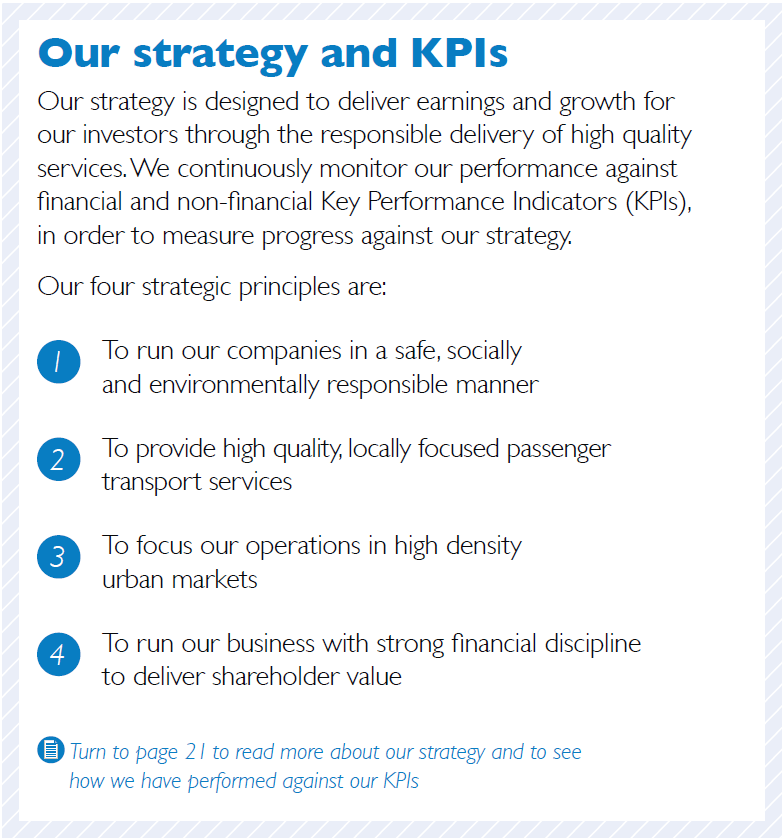 Our strategy and KPIs
Our strategy is designed to deliver earnings and growth for
our investors through the responsible delivery of high quality
services. We continuously monitor our performance against
financial and non-financial Key Performance Indicators (KPIs),
in order to measure progress against our strategy.
Our four strategic principles are:
1 To run our companies in a safe, socially
and environmentally responsible manner
2 To provide high quality, locally focused passenger
transport services
3 To focus our operations in high density
urban markets
4 To run our business with strong financial discipline
to deliver shareholder value
Turn to page 21 to read more about our strategy and to see
how we have performed against our KPIs